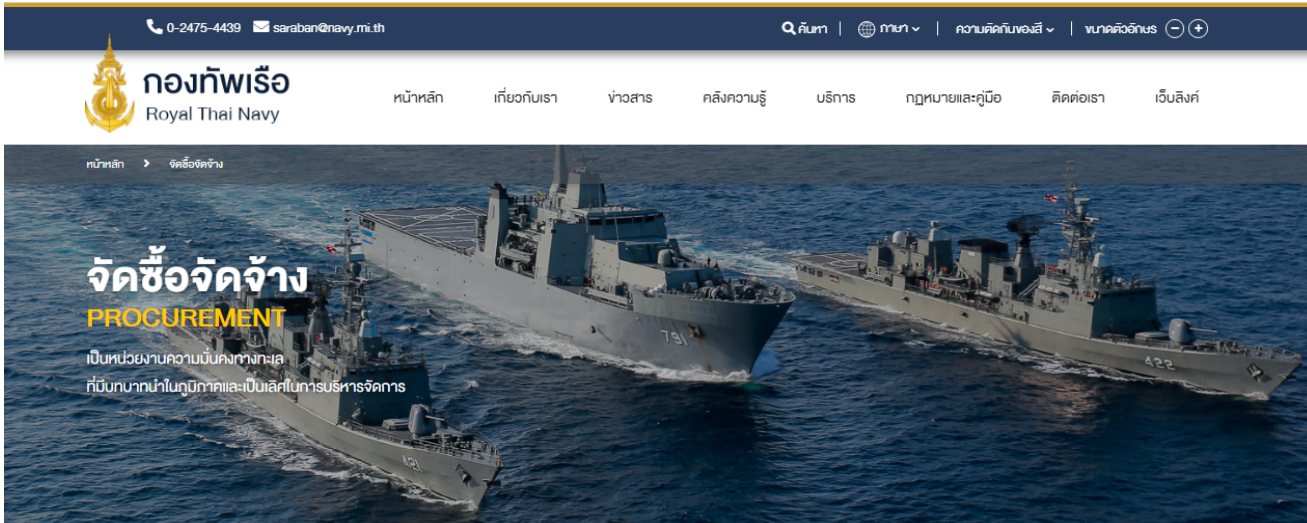 0-2475-4439 saraban@navy.mi.th ค้นหา | ภาษา | ความตัดกันของสี | ขนาดตัวอักษร
กองทัพเรือ
Royal Thai Navy
หน้าหลัก เกี่ยวกับเรา ข่าวสาร คลังความรู้ บริการ กฎหมายและคู่มือ ติดต่อเรา เว็บลิงค์
หน้าหลัก > จัดซื้อจัดจ้าง
จัดซื้อจัดจ้าง
PROCUREMENT
เป็นหน่วยงานความมั่นคงทางทะเล
ที่มีบทบาทนำในภูมิภาคและเป็นเลิศในการบริหารจัดการ
791
422
421